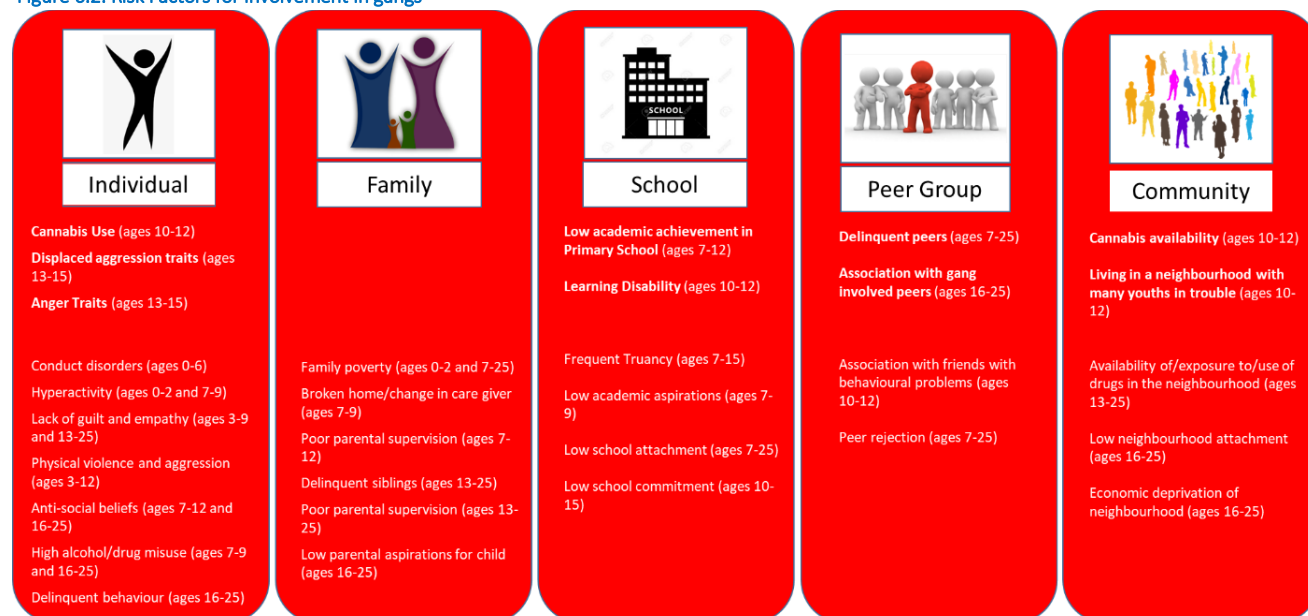 Figure 6.2: Risk Factors for involvement in gangs
Individual
Cannabis Use (ages 10-12)
Displaced aggression traits (ages
13-15)
Anger Traits (ages 13-15)
Conduct disorders (ages 0-6)
Hyperactivity (ages 0-2 and 7-9)
Lack of guilt and empathy (ages 3-9
and 13-25)
Physical violence and aggression
(ages 3-12)
Anti-social beliefs (ages 7-12 and
16-25)
High alcohol/drug misuse (ages 7-9
and 16-25)
Delinquent behaviour (ages 16-25)
Family
Family poverty (ages 0-2 and 7-25)
Broken home/change in care giver
(ages 7-9)
Poor parental supervision (ages 7-
12)
Delinquent siblings (ages 13-25)
Poor parental supervision (ages 13-
25)
Low parental aspirations for child
(ages 16-25)
SCHOOL
School
Low academic achievement in
Primary School (ages 7-12)
Learning Disability (ages 10-12)
Frequent Truancy (ages 7-15)
Low academic aspirations (ages 7-
9)
Low school attachment (ages 7-25)
Low school commitment (ages 10-
15)
Peer Group
Delinquent peers (ages 7-25)
Association with gang
involved peers (ages 16-25)
Association with friends with
behavioural problems (ages
10-12)
Peer rejection (ages 7-25)
Community
Cannabis availability (ages 10-12)
Living in a neighbourhood with
many youths in trouble (ages 10-
12)
Availability of/exposure to/use of
drugs in the neighbourhood (ages
13-25)
Low neighbourhood attachment
(ages 16-25)
Economic deprivation of
neighbourhood (ages 16-25)